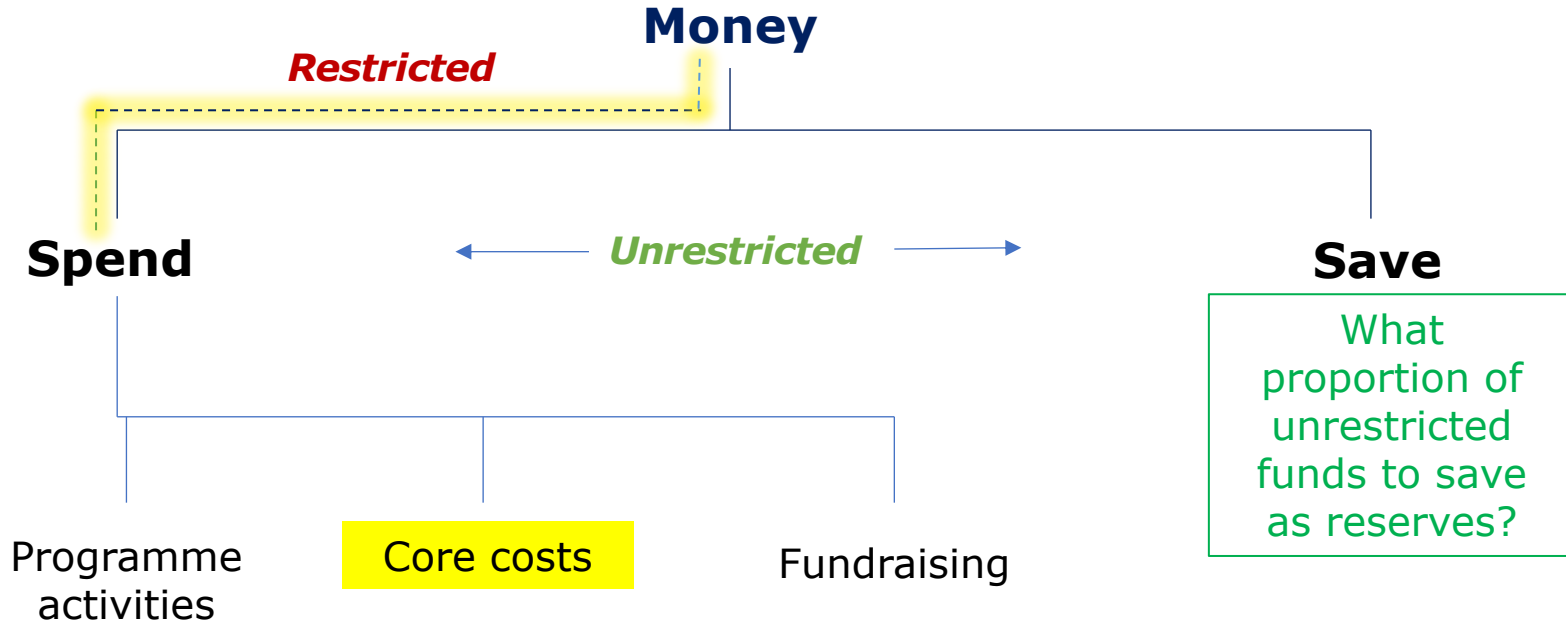 Money
Restricted
Spend
Unrestricted
Save
What
proportion of
unrestricted
funds to save
as reserves?
Programme
activities
Core costs
Fundraising